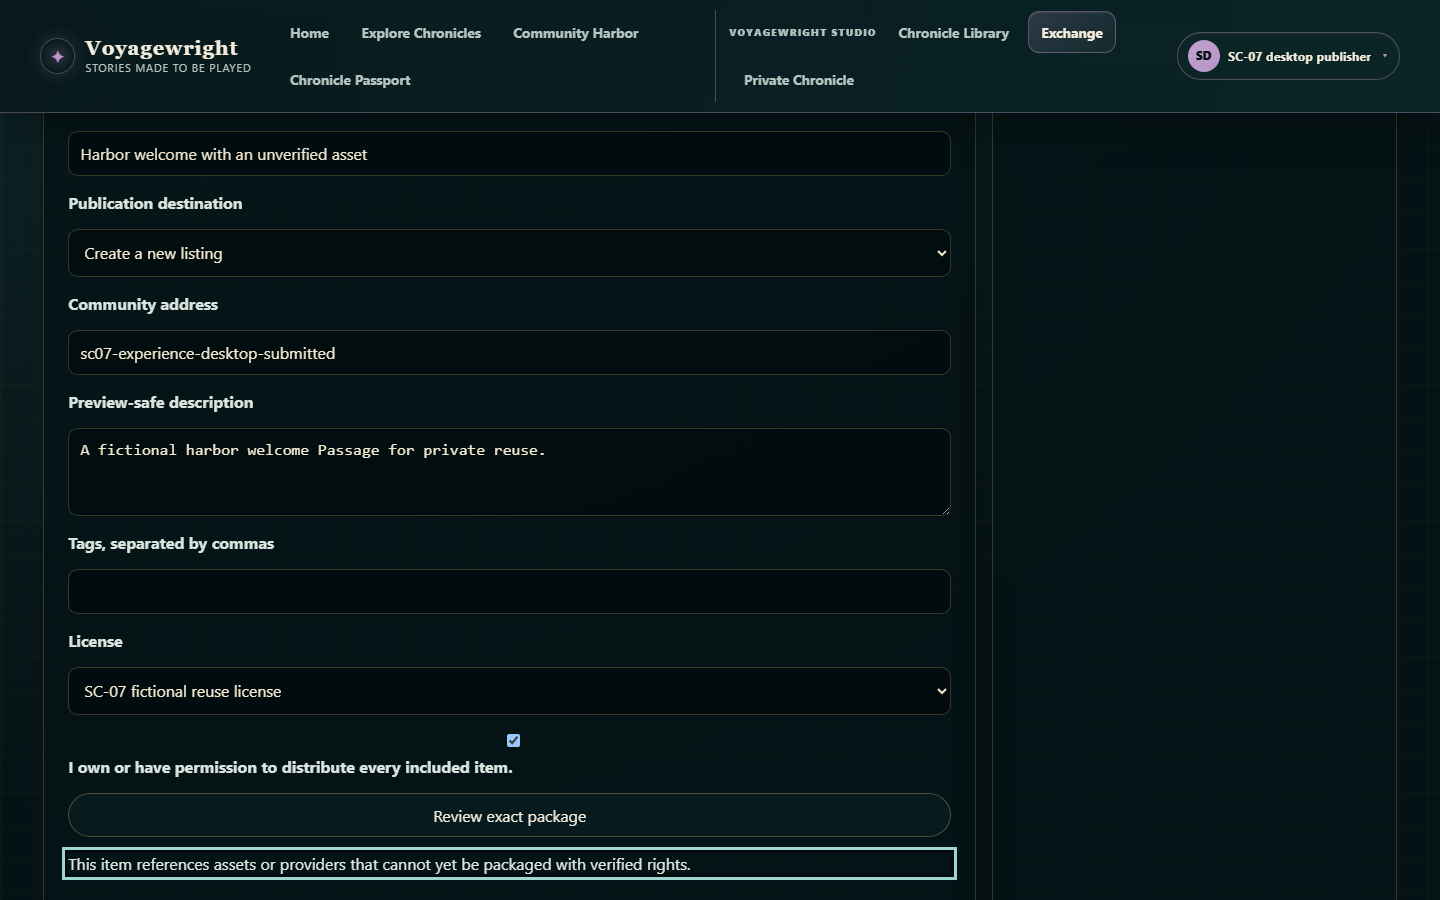 Voyagewright
STORIES MADE TO BE PLAYED
Home
Explore Chronicles
Community Harbor
Chronicle Passport
VOYAGEWRIGHT STUDIO
Chronicle Library
Exchange
Private Chronicle
SD
SC-07 desktop publisher
Harbor welcome with an unverified asset
Publication destination
Create a new listing
Community address
sc07-experience-desktop-submitted
Preview-safe description
A fictional harbor welcome Passage for private reuse.
Tags, separated by commas
License
SC-07 fictional reuse license
I own or have permission to distribute every included item.
Review exact package
This item references assets or providers that cannot yet be packaged with verified rights.